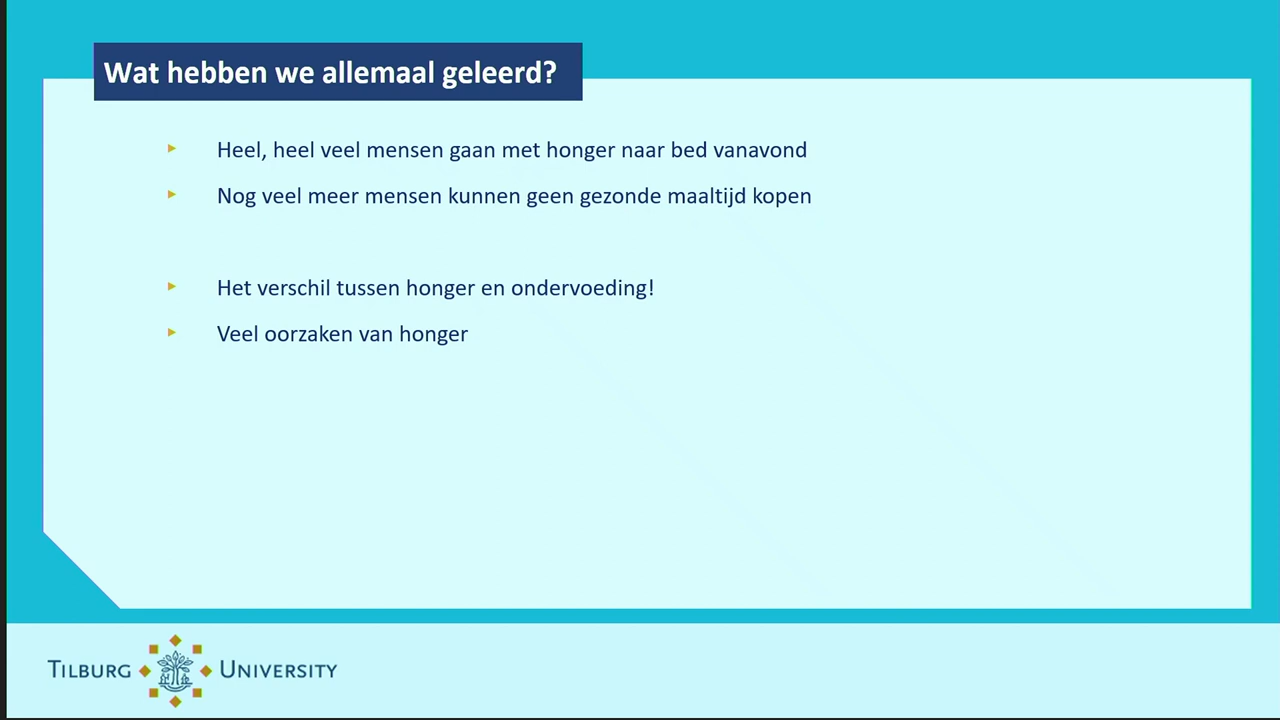 Wat hebben we allemaal geleerd?
Heel, heel veel mensen gaan met honger naar bed vanavond
Nog veel meer mensen kunnen geen gezonde maaltijd kopen
Het verschil tussen honger en ondervoeding!
Veel oorzaken van honger
TILBURG UNIVERSITY